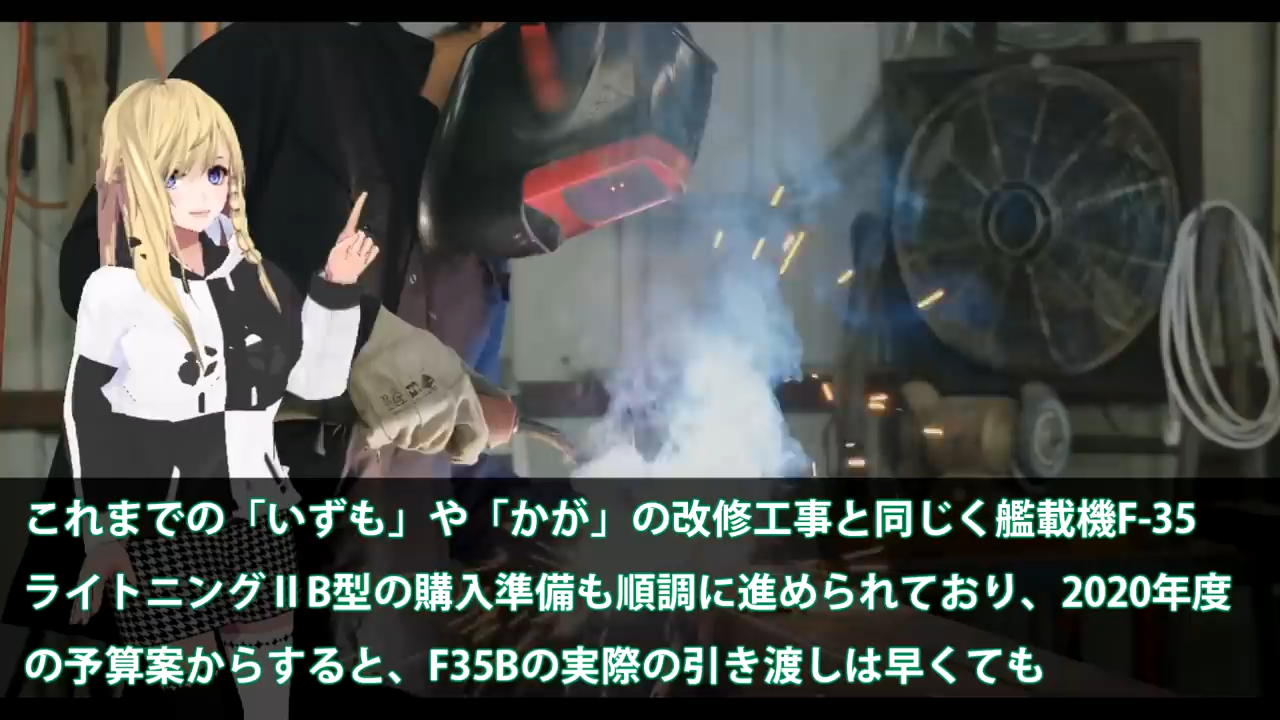 これまでの「いずも」や「かが」の改修工事と同じく艦載機F-35
ライトニングⅡB型の購入準備も順調に進められており、2020年度
の予算案からすると、F35Bの実際の引き渡しは早くても